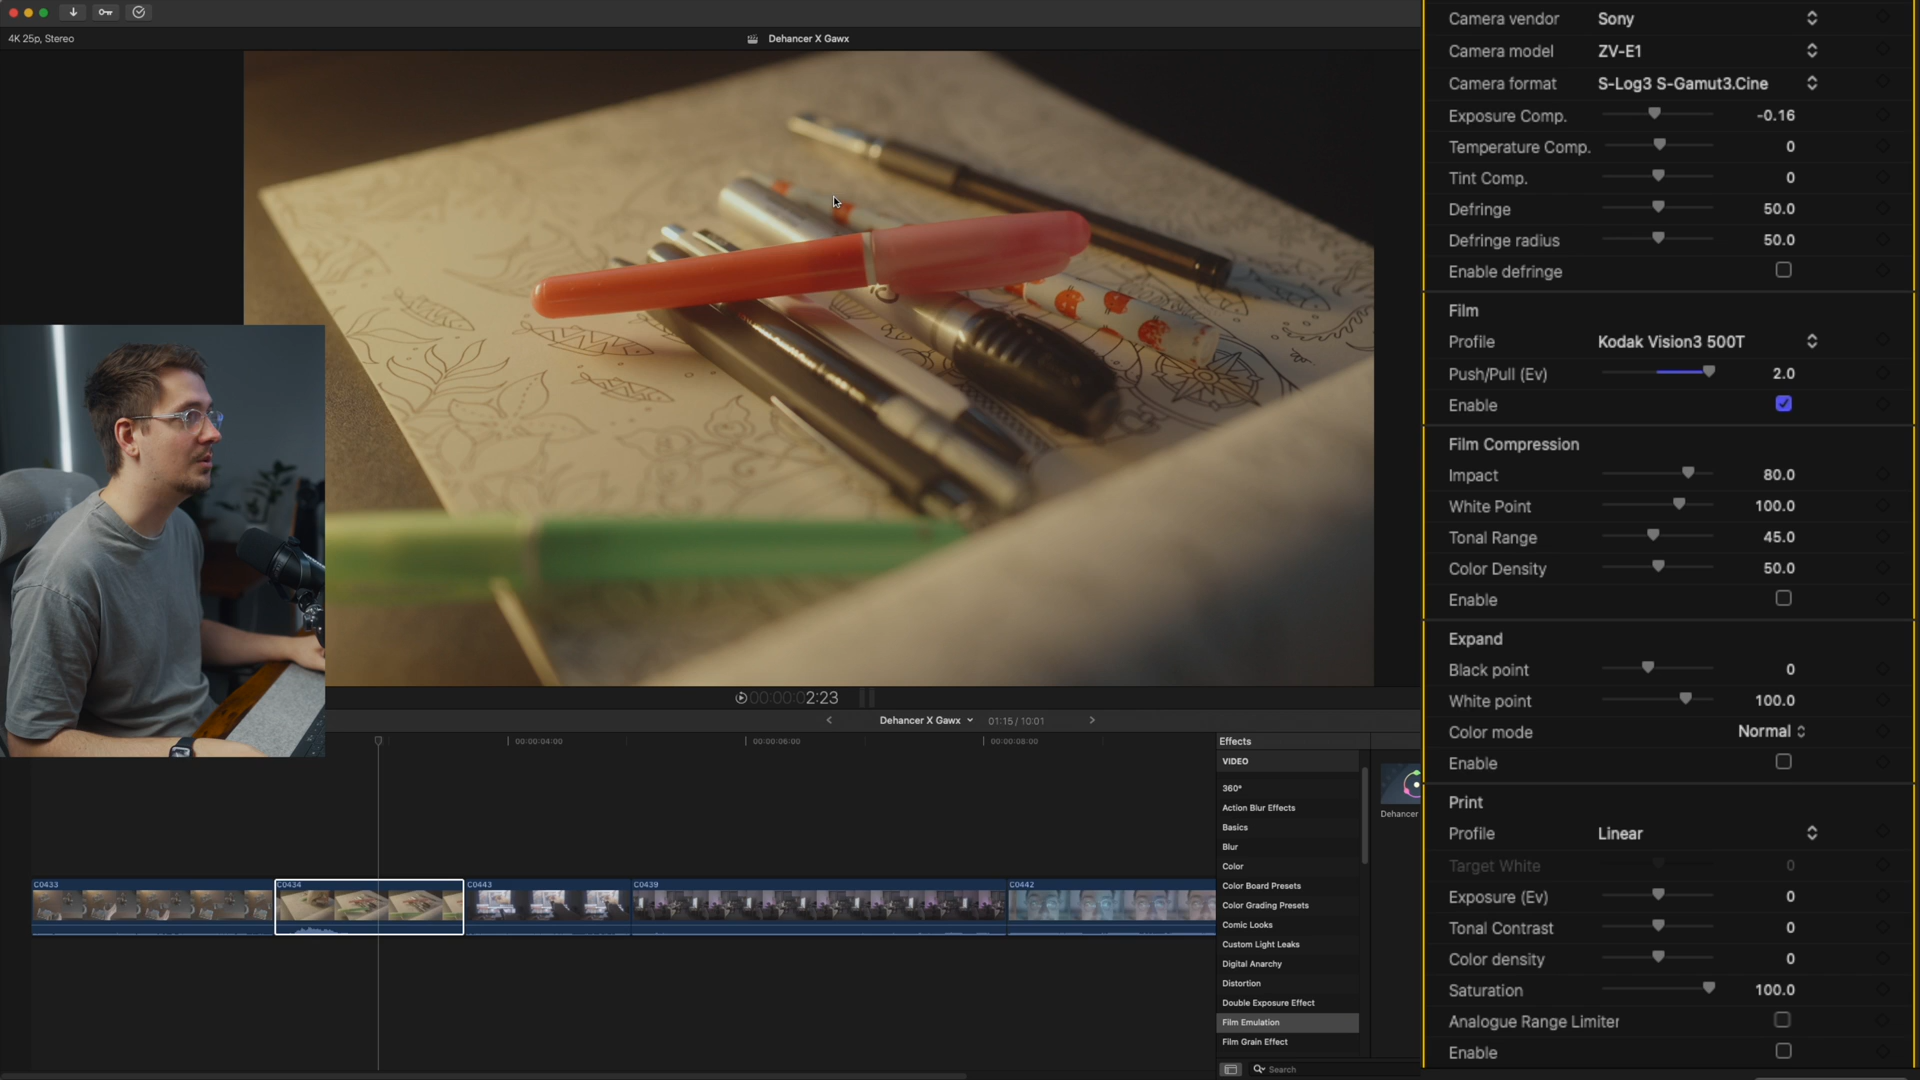 4K 25p, Stereo
Dehancer X Gawx
00:00:02:23
Dehancer X Gawx
01:15 / 10:01
00:00:04:00
00:00:06:00
00:00:08:00
C0433
C0434
C0443
C0439
C0442
Effects
VIDEO
360°
Action Blur Effects
Basics
Blur
Color
Color Board Presets
Color Grading Presets
Comic Looks
Custom Light Leaks
Digital Anarchy
Distortion
Double Exposure Effect
Film Emulation
Film Grain Effect
Dehancer
Search
Camera vendor Sony
Camera model ZV-E1
Camera format S-Log3 S-Gamut3.Cine
Exposure Comp. -0.16
Temperature Comp. 0
Tint Comp. 0
Defringe 50.0
Defringe radius 50.0
Enable defringe
Film
Profile Kodak Vision3 500T
Push/Pull (Ev) 2.0
Enable
Film Compression
Impact 80.0
White Point 100.0
Tonal Range 45.0
Color Density 50.0
Enable
Expand
Black point 0
White point 100.0
Color mode Normal
Enable
Print
Profile Linear
Target White 0
Exposure (Ev) 0
Tonal Contrast 0
Color density 0
Saturation 100.0
Analogue Range Limiter
Enable